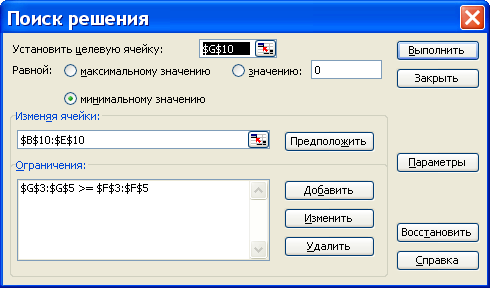 Поиск решения
Установить целевую ячейку: $G$10 Выполнить
Равной: максимальному значению значению: 0 Закрыть
минимальному значению
Изменяя ячейки:
$B$10:$E$10 Предположить
Ограничения: Параметры
$G$3:$G$5 >= $F$3:$F$5 Добавить
Изменить
Удалить Восстановить
Справка